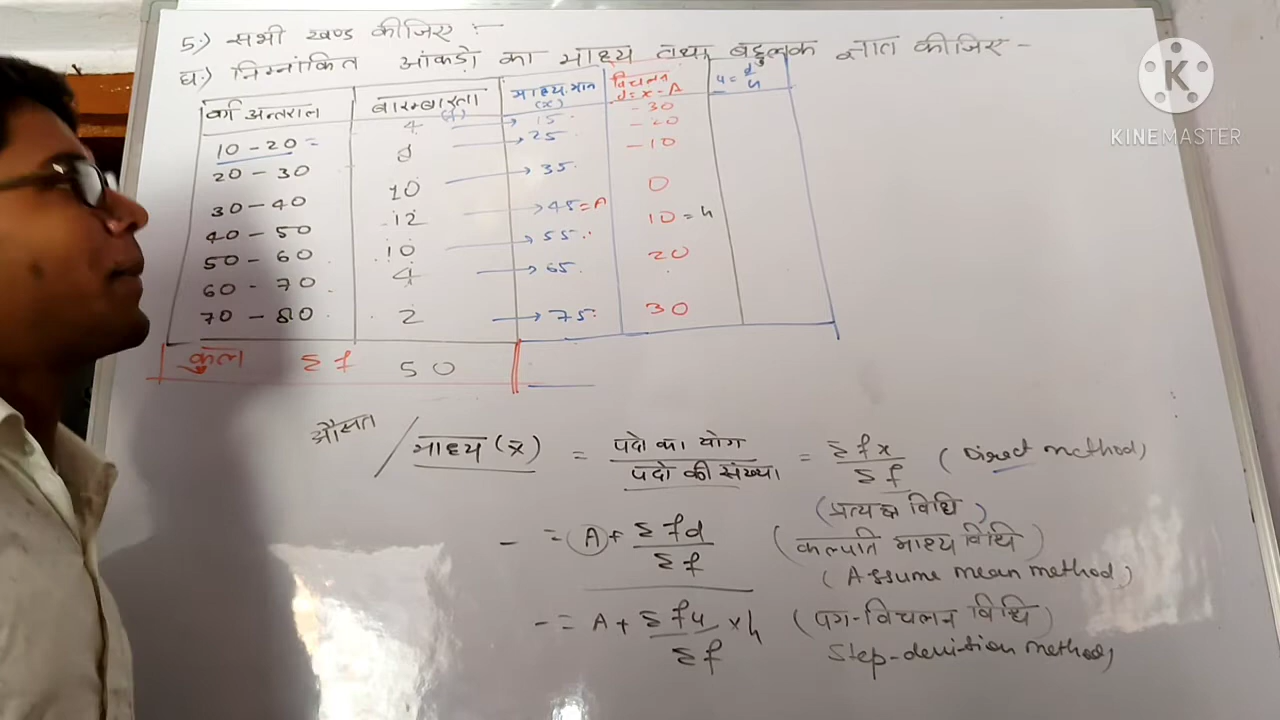 5.) सभी खण्ड कीजिए :-
घ.) निम्नांकित आंकड़ो का माध्य तथा बहुलक ज्ञात कीजिए -
वर्ग अन्तराल बारम्बारता (f) माध्य.मान (x) विचलन d=x-A u=d/h
10-20= 4 → 15 -30
20-30 8 → 25 -20
30-40 10 → 35 -10
40-50 12 → 45=A 0
50-60 10 → 55 10=h
60-70 4 → 65 20
70-80 2 → 75 30
कुल Σf 50
औसत / माध्य (x̄) = पदो का योग / पदो की संख्या = Σfx / Σf (Direct method)
(प्रत्यक्ष विधि)
- = A + Σfd / Σf (कल्पति माध्य विधि)
(Assume mean method)
- = A + Σfu / Σf × h (पग-विचलन विधि)
Step-devi-tion method
K
KINEMASTER